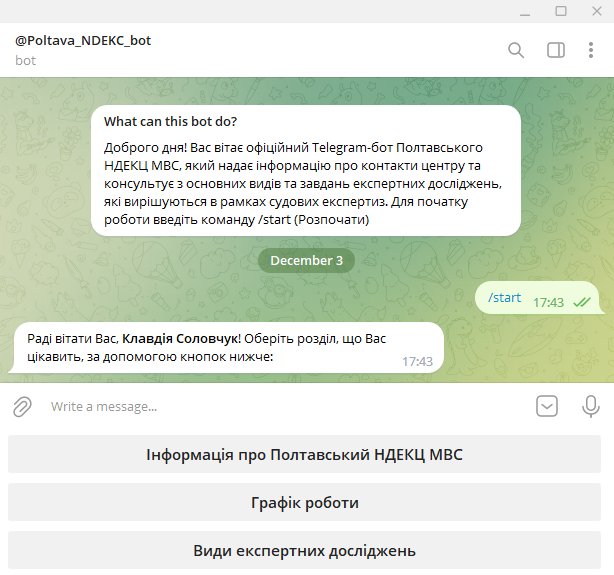 @Poltava_NDEKC_bot
bot
What can this bot do?
Доброго дня! Вас вітає офіційний Telegram-бот Полтавського
НДЕКЦ МВС, який надає інформацію про контакти центру та
консультує з основних видів та завдань експертних досліджень,
які вирішуються в рамках судових експертиз. Для початку
роботи введіть команду /start (Розпочати)
December 3
/start 17:43
Раді вітати Вас, Клавдія Соловчук! Оберіть розділ, що Вас
цікавить, за допомогою кнопок нижче:
17:43
Write a message...
Інформація про Полтавський НДЕКЦ МВС
Графік роботи
Види експертних досліджень